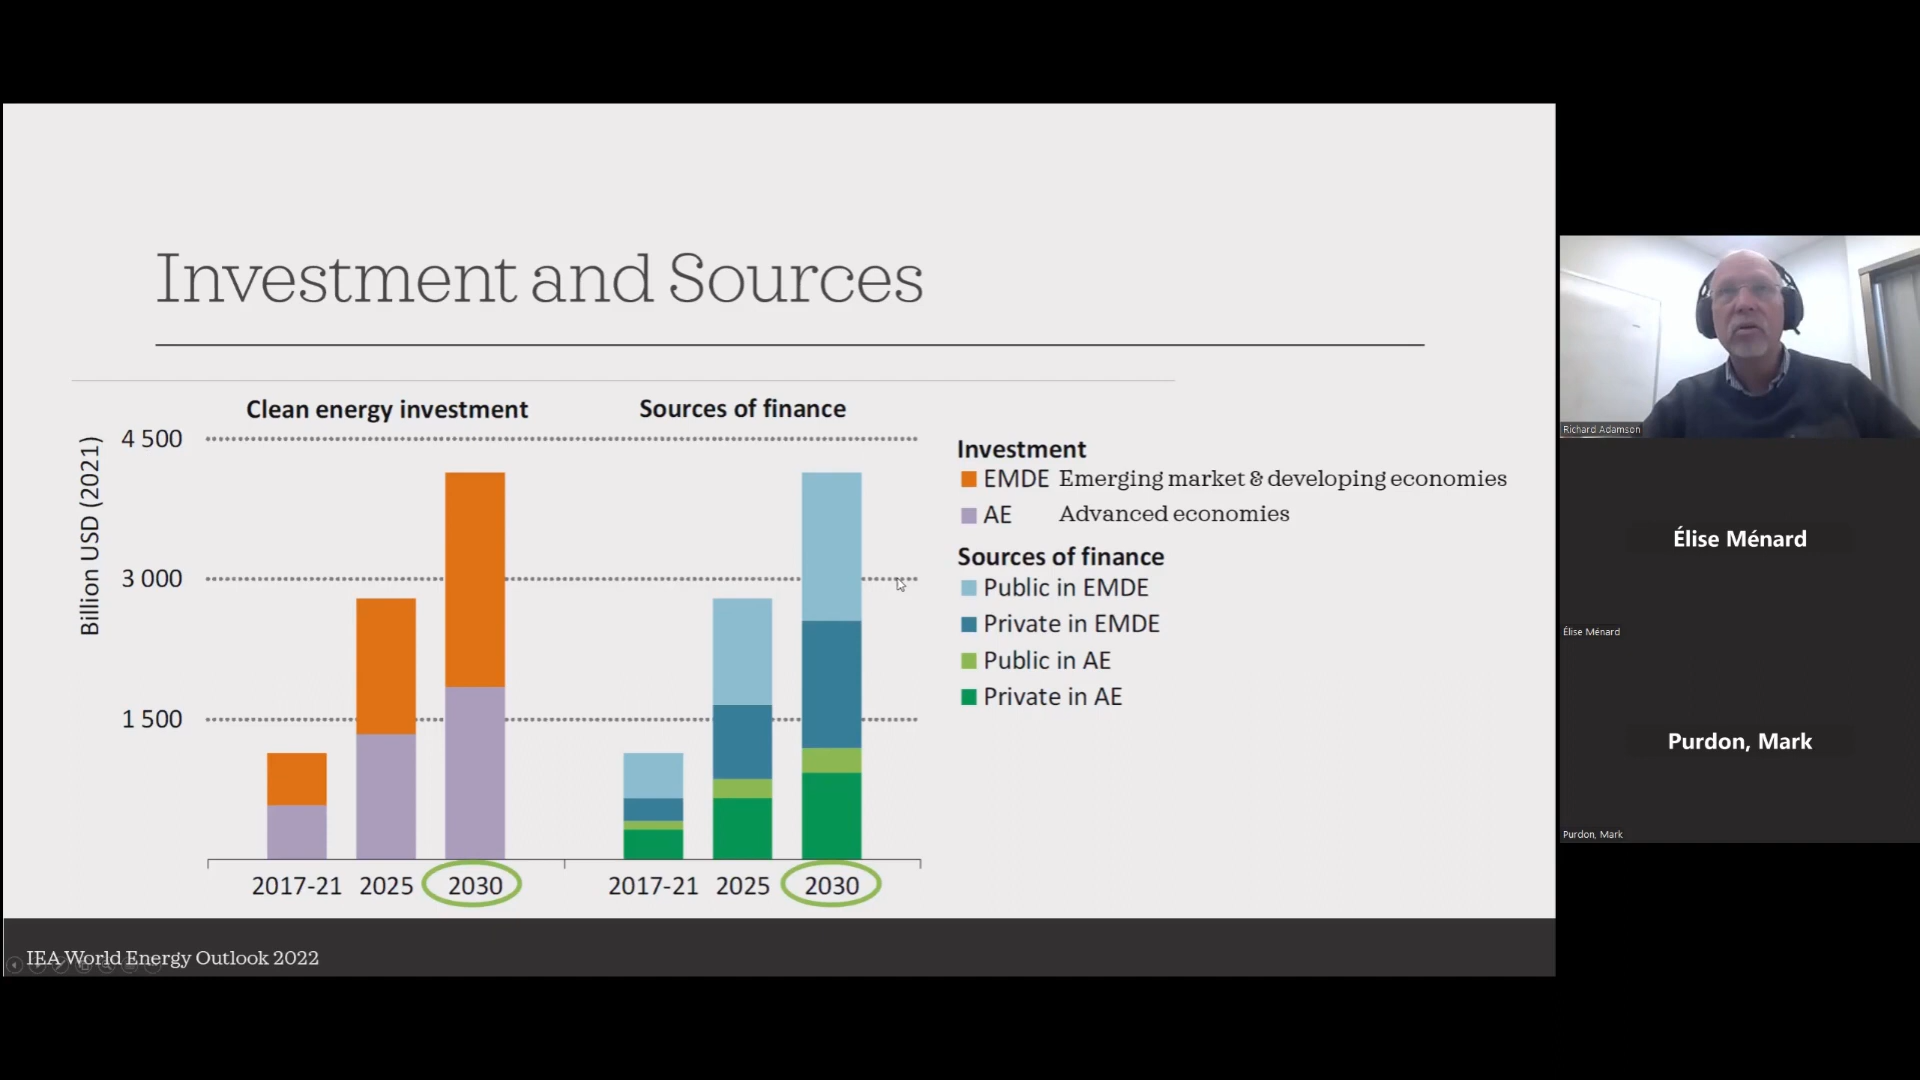 Investment and Sources
Clean energy investment
Sources of finance
Billion USD (2021)
4 500
3 000
1 500
2017-21 2025 2030
2017-21 2025 2030
Investment
EMDE Emerging market & developing economies
AE Advanced economies
Sources of finance
Public in EMDE
Private in EMDE
Public in AE
Private in AE
IEA World Energy Outlook 2022
Richard Adamson
Élise Ménard
Élise Ménard
Purdon, Mark
Purdon, Mark